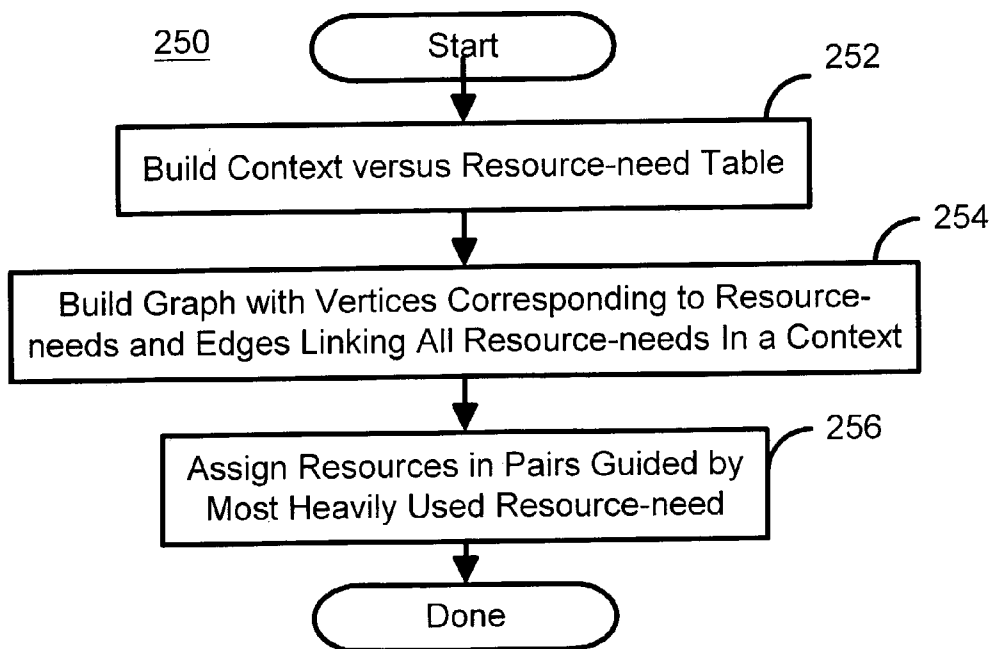 250
Start
252
Build Context versus Resource-need Table
254
Build Graph with Vertices Corresponding to Resource-
needs and Edges Linking All Resource-needs In a Context
256
Assign Resources in Pairs Guided by
Most Heavily Used Resource-need
Done